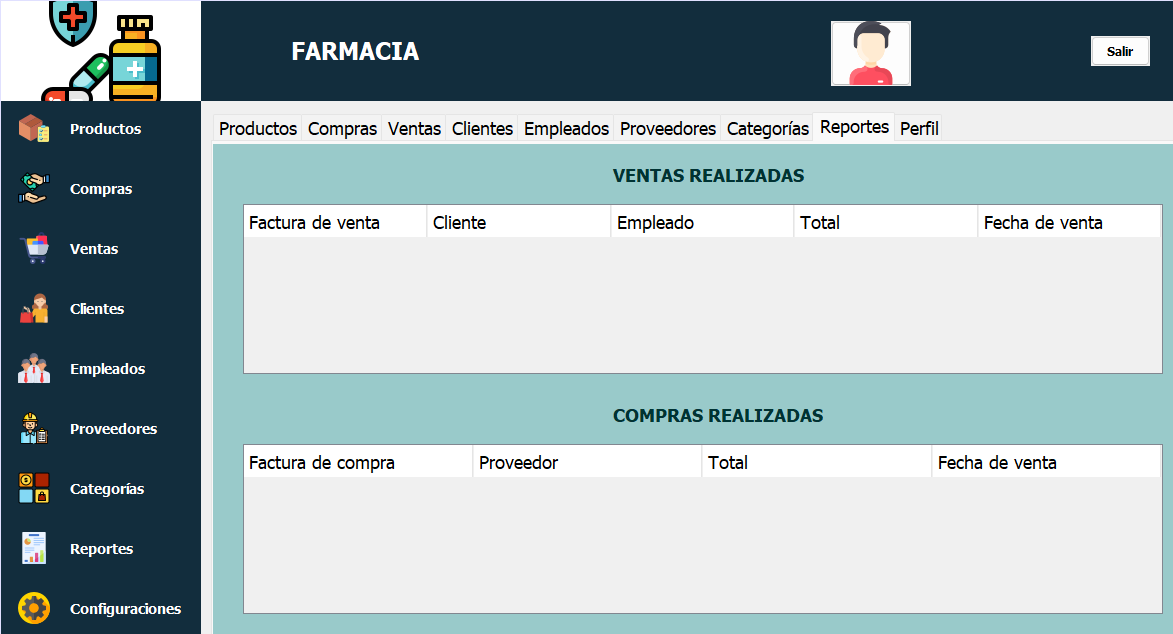 FARMACIA
Salir
Productos
Compras
Ventas
Clientes
Empleados
Proveedores
Categorías
Reportes
Configuraciones
Productos Compras Ventas Clientes Empleados Proveedores Categorías Reportes Perfil
VENTAS REALIZADAS
Factura de venta Cliente Empleado Total Fecha de venta
COMPRAS REALIZADAS
Factura de compra Proveedor Total Fecha de venta